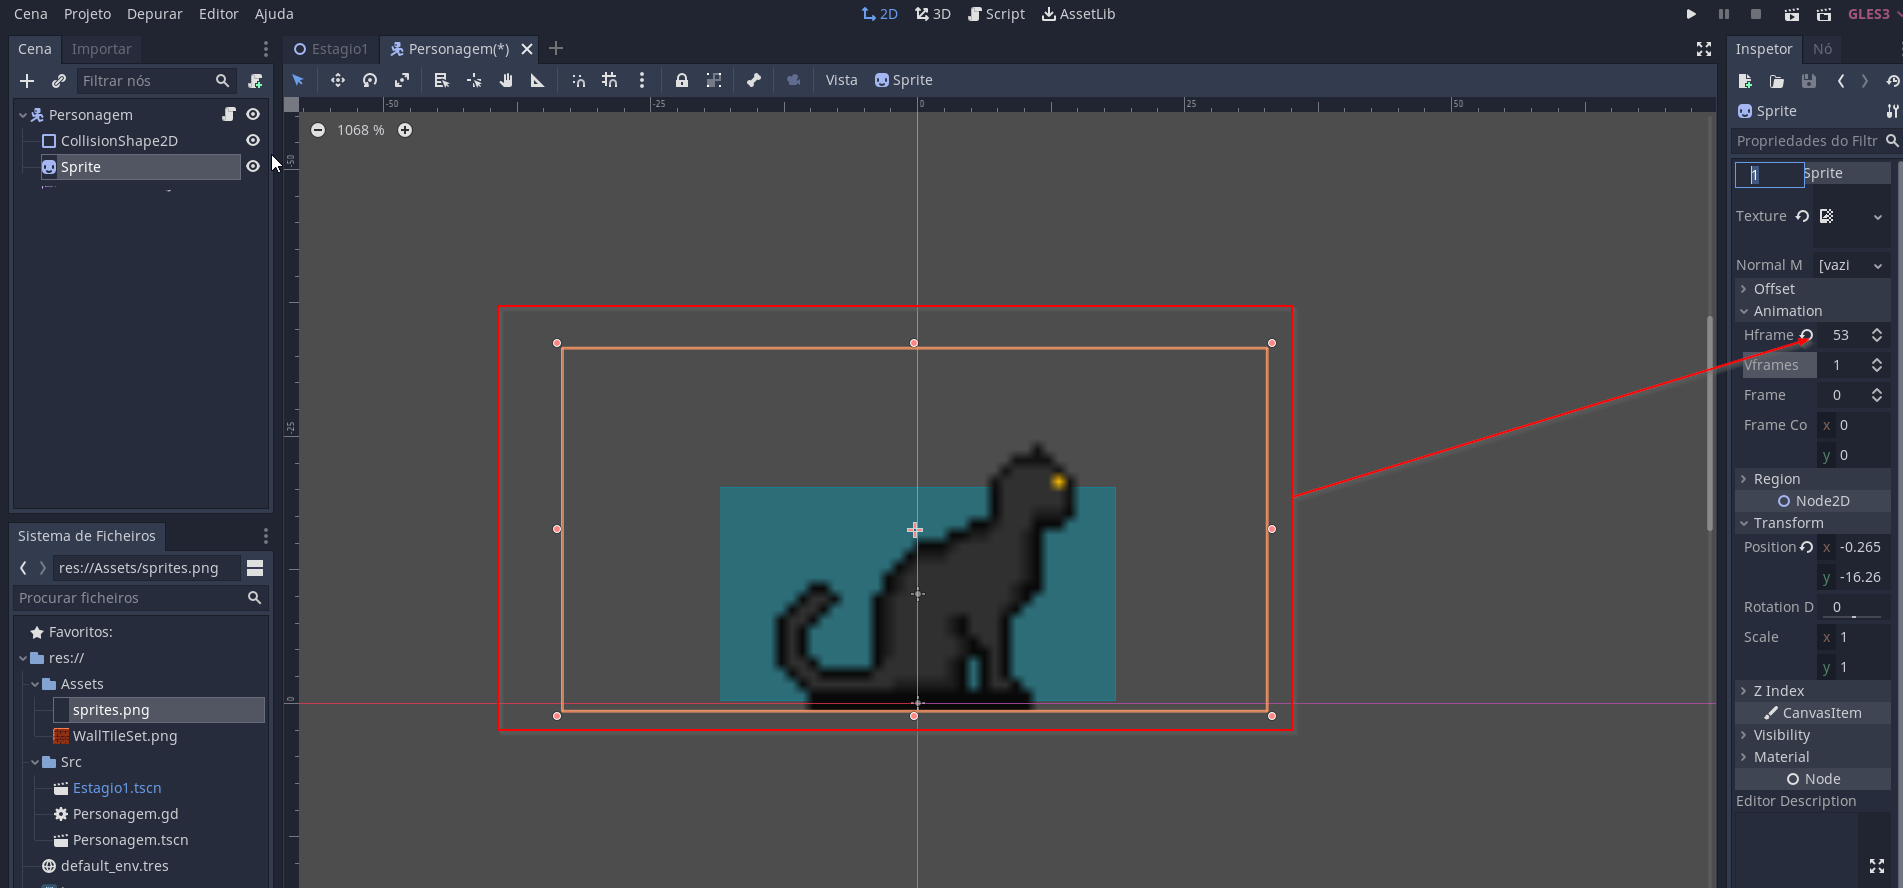 Cena Projeto Depurar Editor Ajuda 2D 3D Script AssetLib GLES3
Cena Importar Estagio1 Personagem(*) Inspetor Nó
Filtrar nós Vista Sprite
-50 -25 0 25 50
Personagem Sprite
1068 %
CollisionShape2D Propriedades do Filtr
Sprite
1 Sprite
-50
Texture
Normal M [vazi
Offset
Animation
Hframe 53
Vframes 1
Frame 0
-25
Frame Co x 0
y 0
Region
Node2D
Transform
Sistema de Ficheiros
Position x -0.265
res://Assets/sprites.png y -16.26
Procurar ficheiros
Rotation D 0
Favoritos: Scale x 1
res:// y 1
Assets
Z Index
0
sprites.png CanvasItem
WallTileSet.png Visibility
Src Material
Estagio1.tscn Node
Personagem.gd Editor Description
Personagem.tscn
default_env.tres